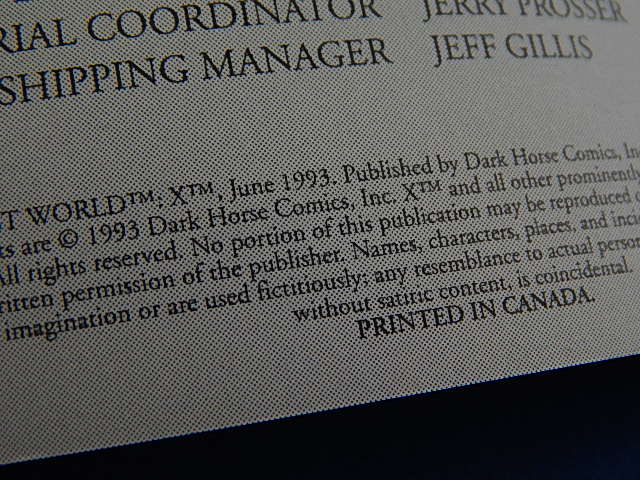 RIAL COORDINATOR JERRY PROSSER
SHIPPING MANAGER JEFF GILLIS
ST WORLD™: X™, June 1993. Published by Dark Horse Comics, Inc
ts are © 1993 Dark Horse Comics, Inc. X™ and all other prominently
All rights reserved. No portion of this publication may be reproduced
ritten permission of the publisher. Names, characters, places, and inci
imagination or are used fictitiously; any resemblance to actual person
without satiric content, is coincidental.
PRINTED IN CANADA.